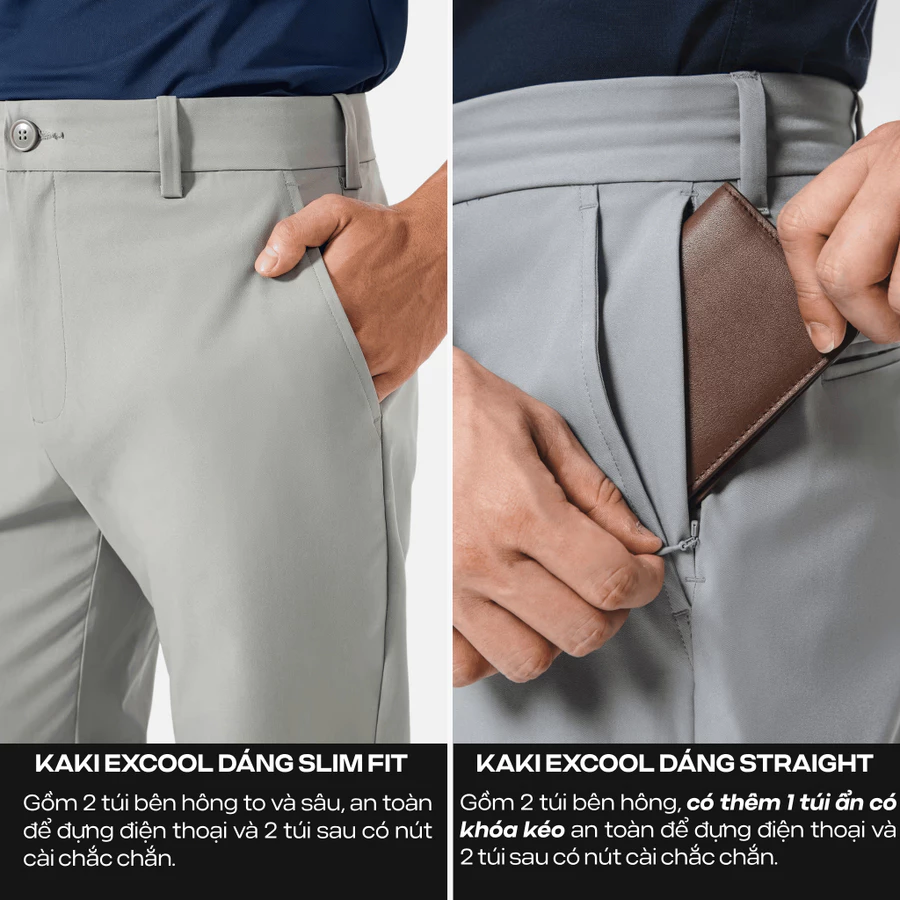 KAKI EXCOOL DÁNG SLIM FIT
Gồm 2 túi bên hông to và sâu, an toàn
để đựng điện thoại và 2 túi sau có nút
cài chắc chắn.
KAKI EXCOOL DÁNG STRAIGHT
Gồm 2 túi bên hông, có thêm 1 túi ẩn có
khóa kéo an toàn để đựng điện thoại và
2 túi sau có nút cài chắc chắn.